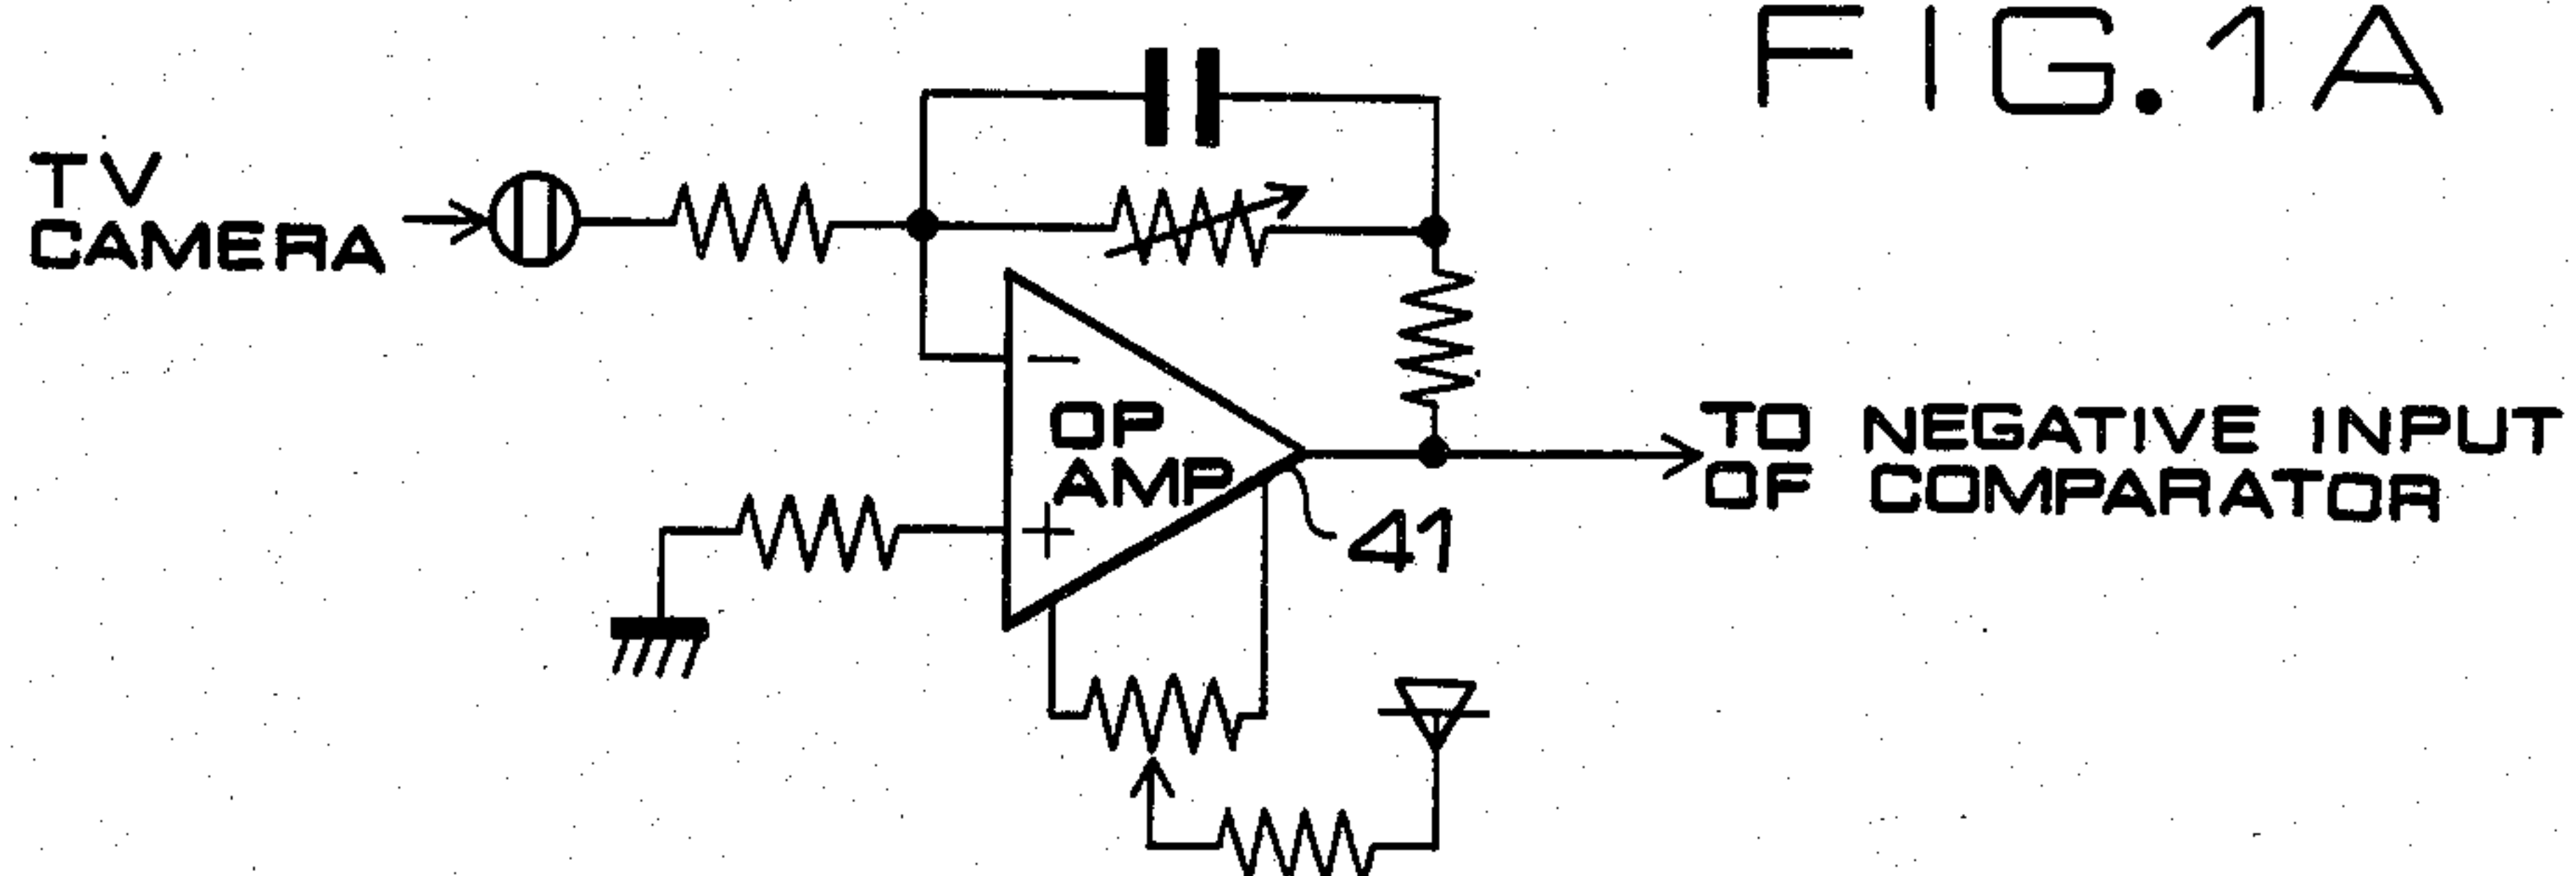 FIG. 1A
TV
CAMERA
OP
AMP
41
TO NEGATIVE INPUT
OF COMPARATOR